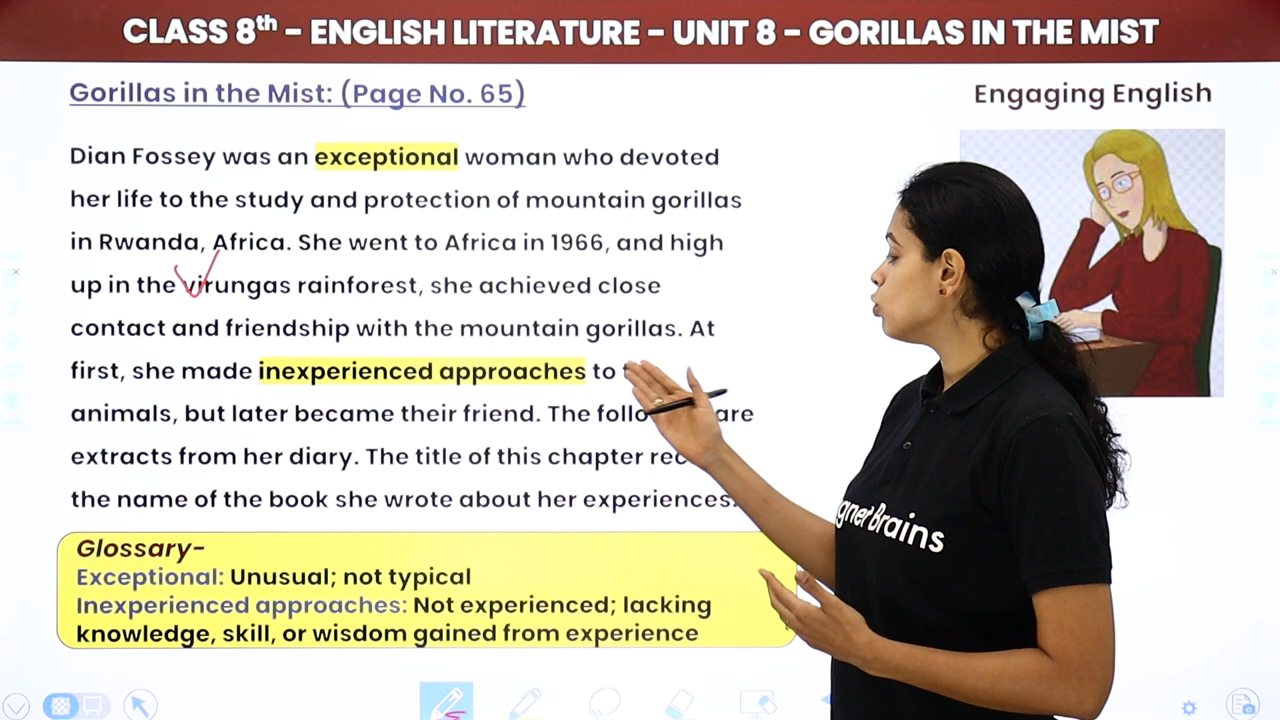 CLASS 8th – ENGLISH LITERATURE – UNIT 8 – GORILLAS IN THE MIST
Gorillas in the Mist: (Page No. 65)
Engaging English
Dian Fossey was an exceptional woman who devoted
her life to the study and protection of mountain gorillas
in Rwanda, Africa. She went to Africa in 1966, and high
up in the virungas rainforest, she achieved close
contact and friendship with the mountain gorillas. At
first, she made inexperienced approaches to
animals, but later became their friend. The are
extracts from her diary. The title of this chapter
the name of the book she wrote about her experiences.
Glossary-
Exceptional: Unusual; not typical
Inexperienced approaches: Not experienced; lacking
knowledge, skill, or wisdom gained from experience
Brains